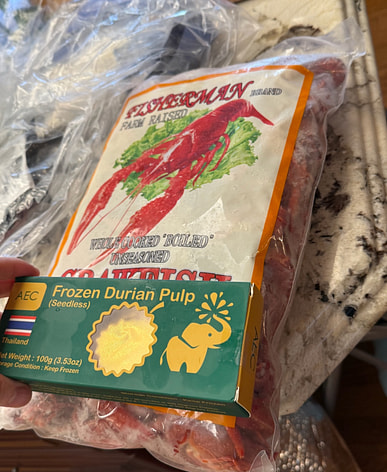 FISHERMAN
BRAND
FARM RAISED
WHOLE COOKED "BOILED"
UNSEASONED
CRAWFISH
AEC
Frozen Durian Pulp
(Seedless)
Thailand
Net Weight : 100g (3.53oz)
Storage Condition : Keep Frozen
AEC